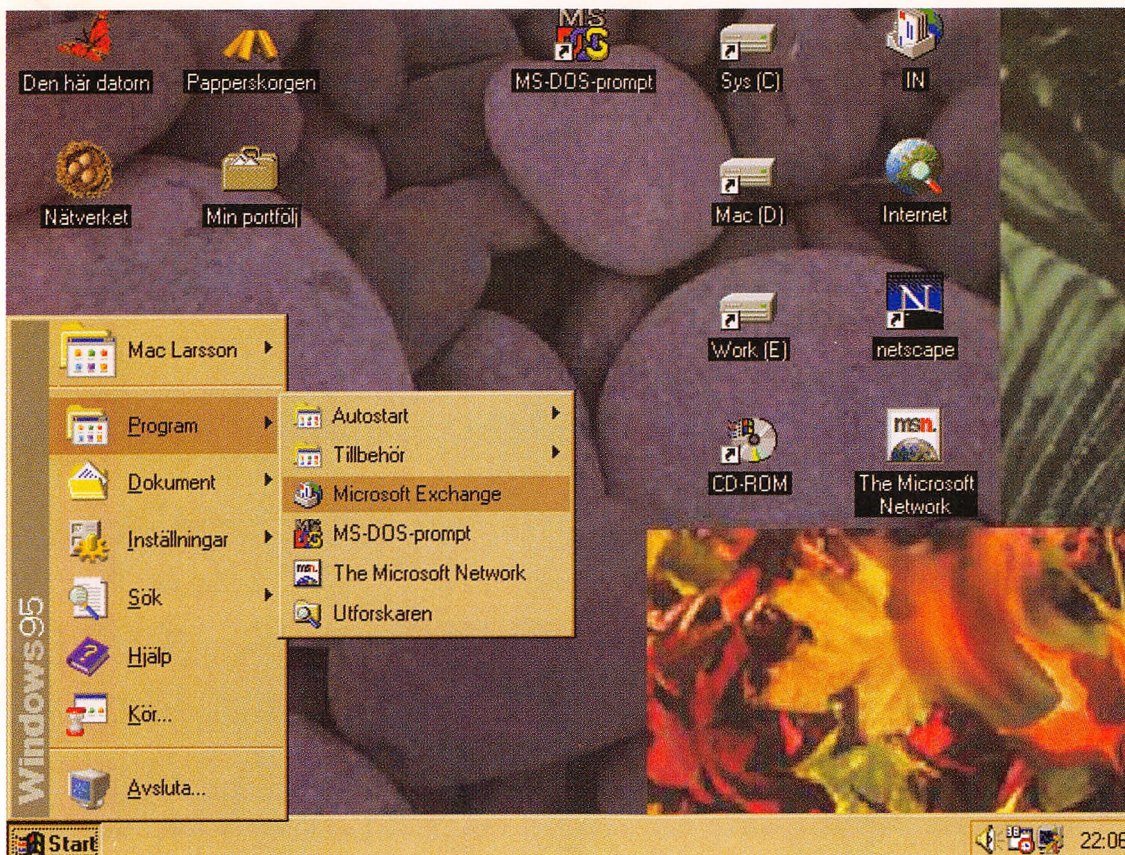 Den här datorn
Papperskorgen
MS-DOS-prompt
Sys (C)
IN
Nätverket
Min portfölj
Mac (D)
Internet
Work (E)
netscape
CD-ROM
msn.
The Microsoft
Network
Mac Larsson
Program
Dokument
Inställningar
Sök
Hjälp
Kör...
Avsluta...
Windows95
Autostart
Tillbehör
Microsoft Exchange
MS-DOS-prompt
msn.
The Microsoft Network
Utforskaren
Start
22:06